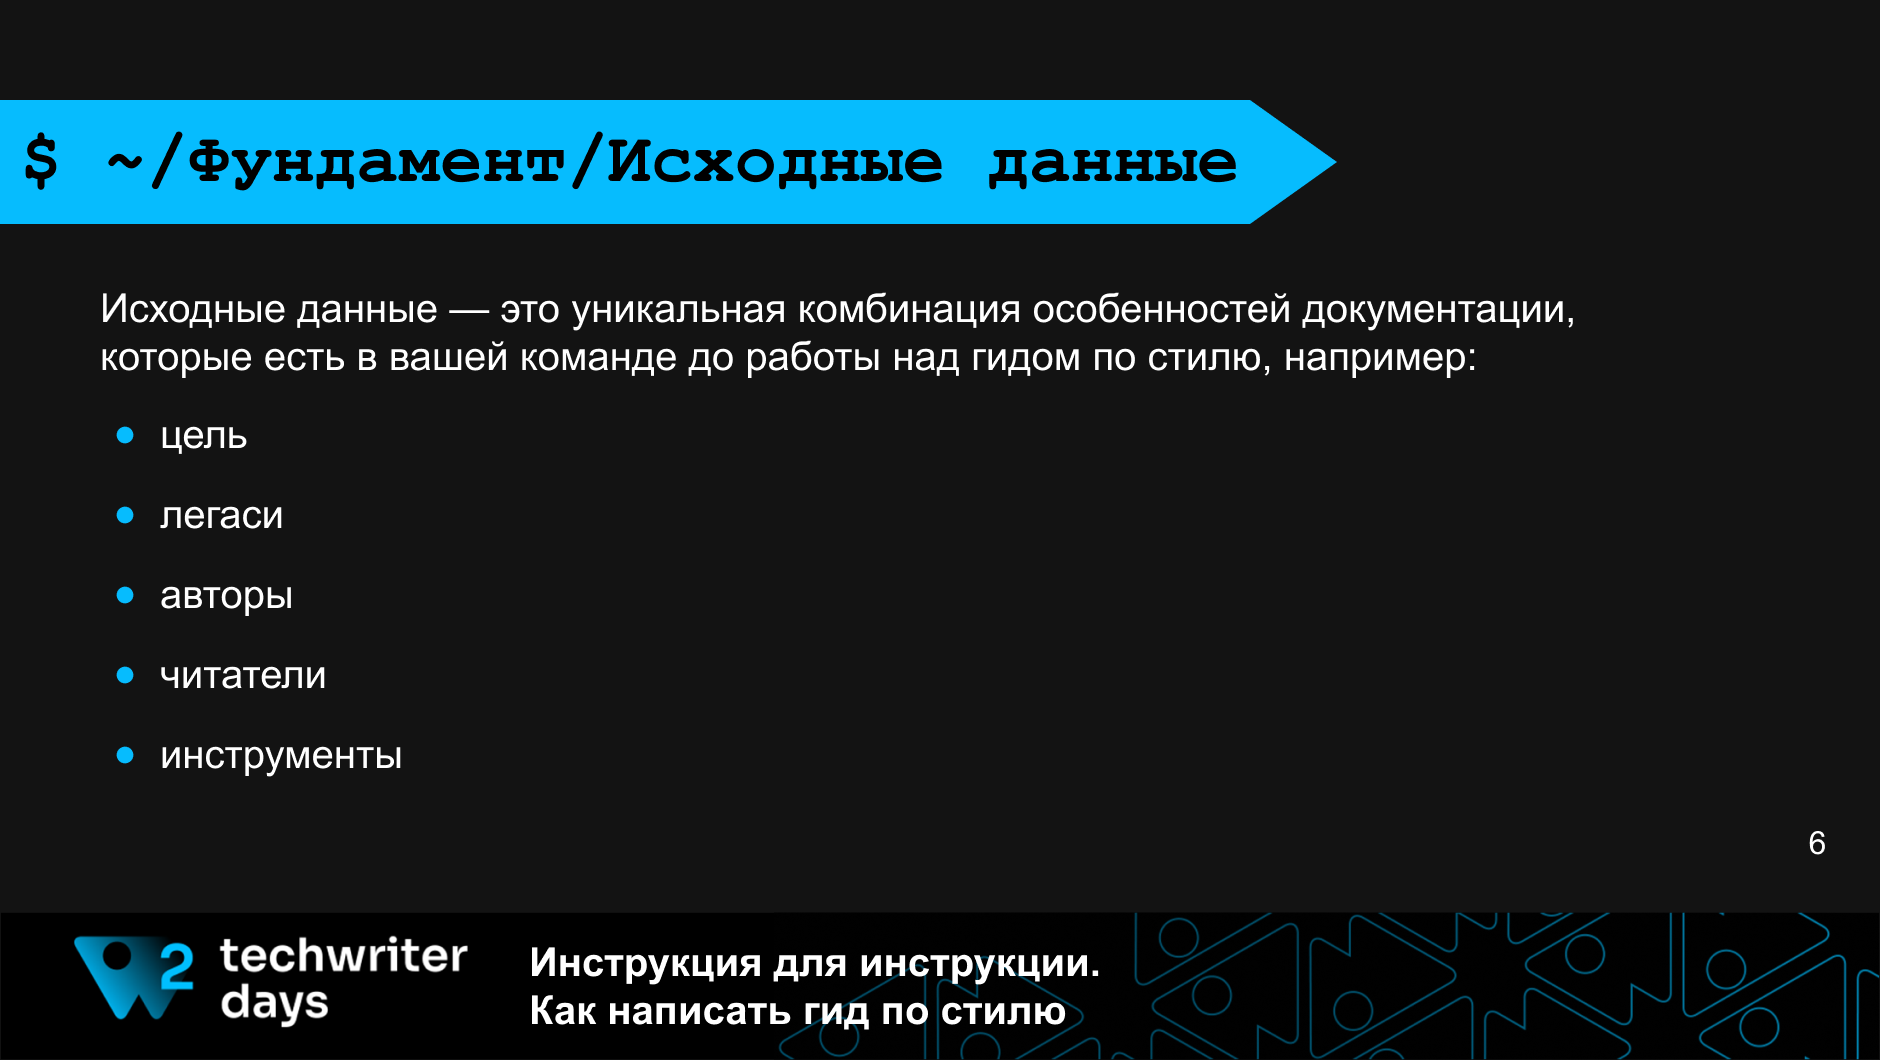 $ ~/Фундамент/Исходные данные
Исходные данные — это уникальная комбинация особенностей документации,
которые есть в вашей команде до работы над гидом по стилю, например:
● цель
● легаси
● авторы
● читатели
● инструменты
6
2 techwriter
days
Инструкция для инструкции.
Как написать гид по стилю